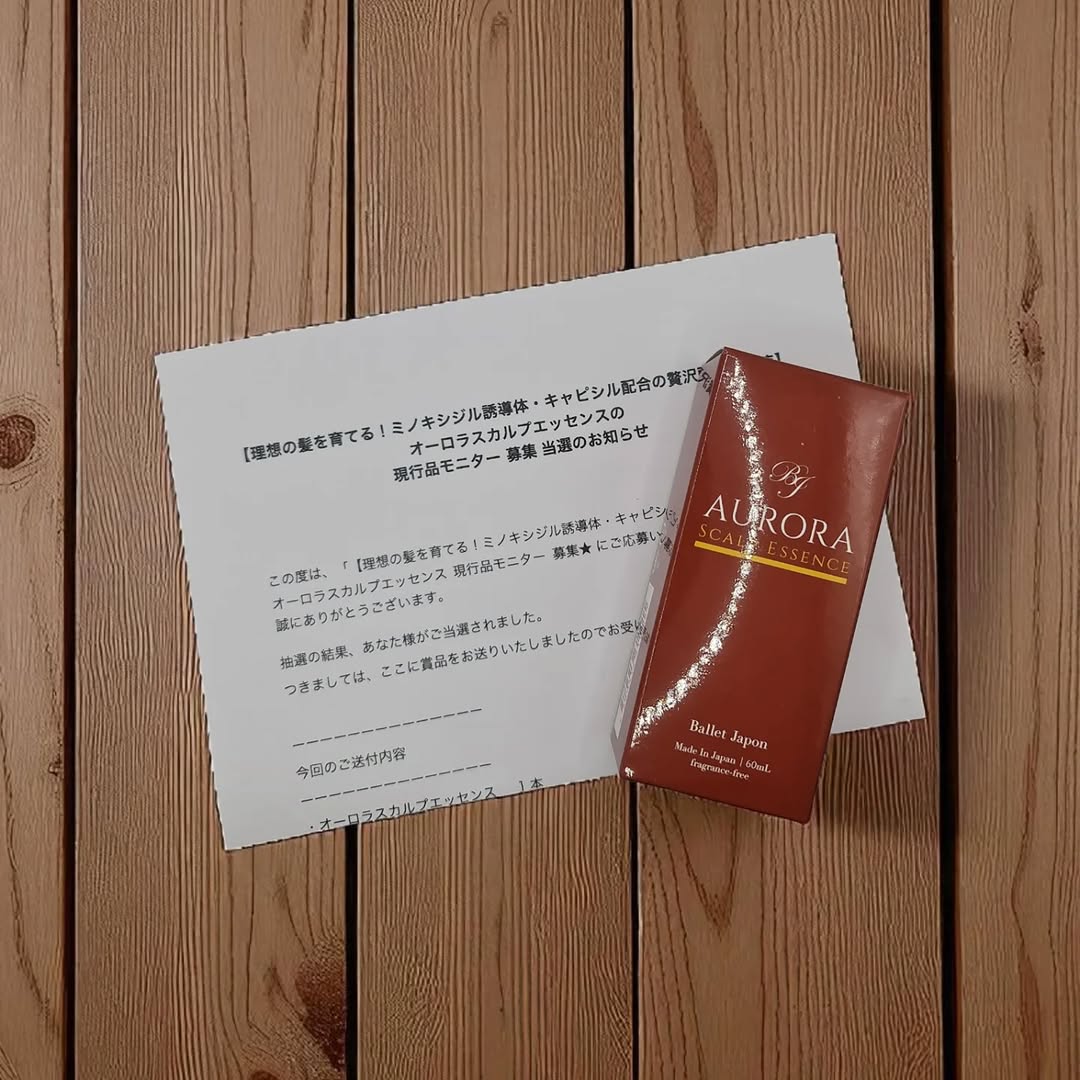 【理想の髪を育てる！ミノキシジル誘導体・キャピシル配合の贅沢
オーロラスカルプエッセンスの
現行品モニター 募集 当選のお知らせ
この度は、「【理想の髪を育てる！ミノキシジル誘導体・キャピシ
オーロラスカルプエッセンス 現行品モニター 募集★ にご応募い
誠にありがとうございます。
抽選の結果、あなた様がご当選されました。
つきましては、ここに賞品をお送りいたしましたのでお受
ーーーーーーーーーーーーー
今回のご送付内容
ーーーーーーーーーーーーー
・オーロラスカルプエッセンス 1本
BJ
AURORA
SCALP ESSENCE
Ballet Japon
Made In Japan | 60mL
fragrance-free